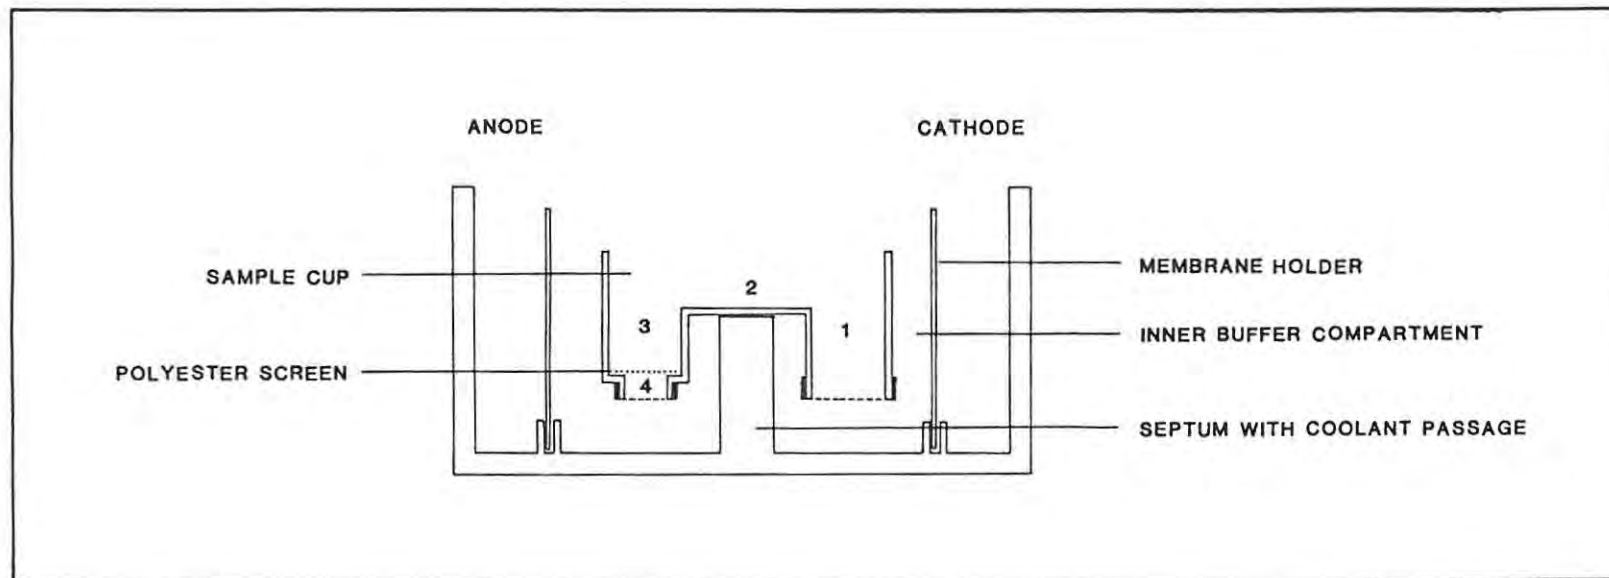 ANODE
CATHODE
SAMPLE CUP
MEMBRANE HOLDER
2
3
1
INNER BUFFER COMPARTMENT
POLYESTER SCREEN
4
SEPTUM WITH COOLANT PASSAGE